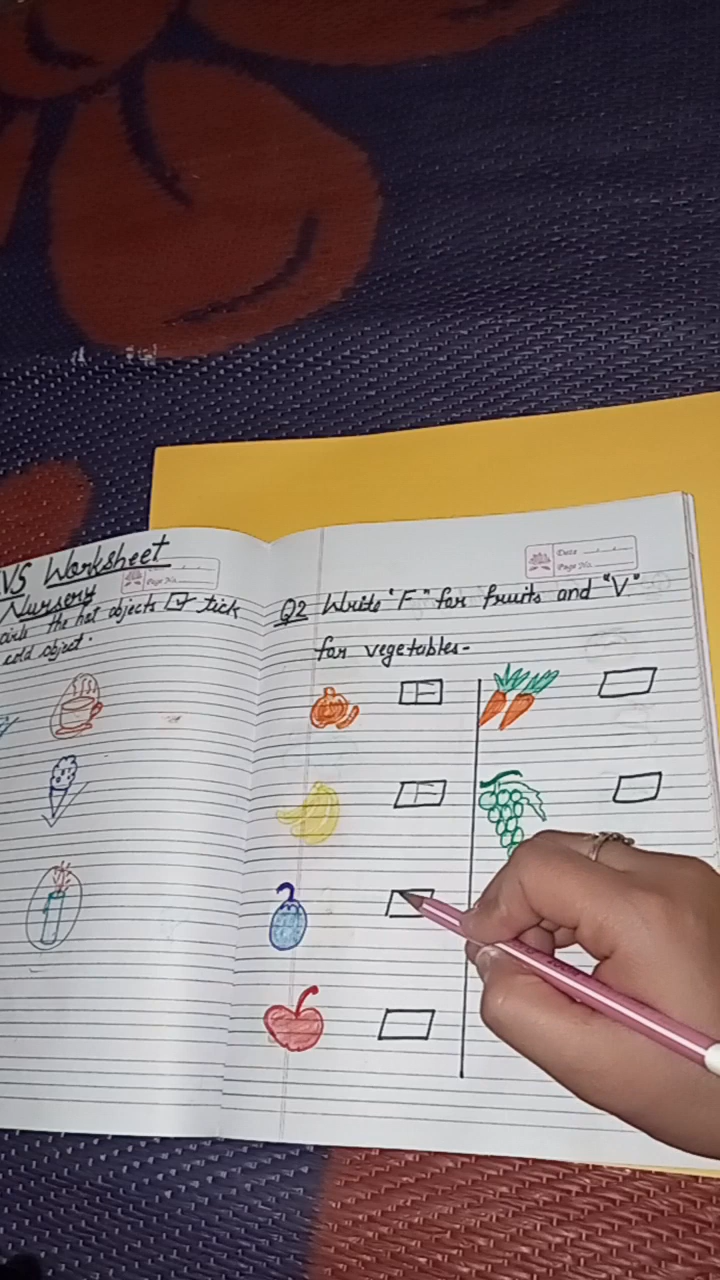 VS Worksheet
Nursery
the hot objects tick
cold object.
Page No.
Date
Page No.
Q2 Write "F" for fruits and "V"
for vegetables-
F
F